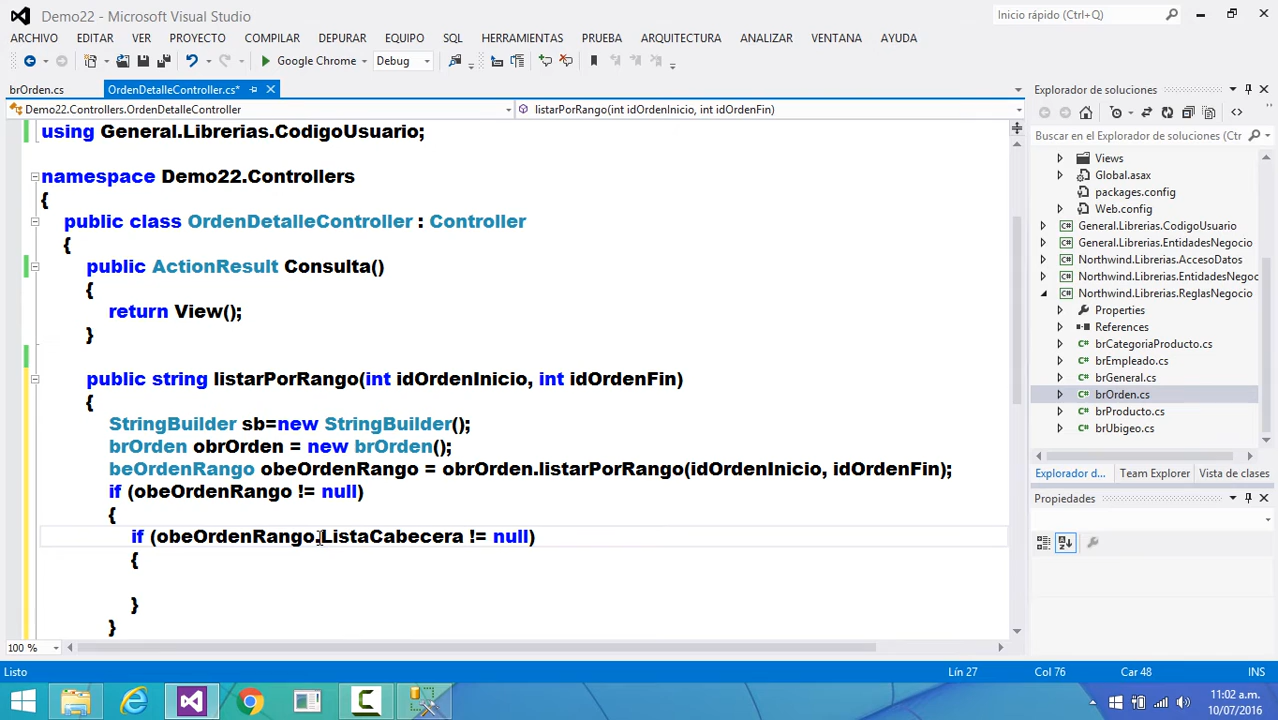 Demo22 - Microsoft Visual Studio
Inicio rápido (Ctrl+Q)
ARCHIVO EDITAR VER PROYECTO COMPILAR DEPURAR EQUIPO SQL HERRAMIENTAS PRUEBA ARQUITECTURA ANALIZAR VENTANA AYUDA
Google Chrome Debug
brOrden.cs OrdenDetalleController.cs*
Demo22.Controllers.OrdenDetalleController listarPorRango(int idOrdenInicio, int idOrdenFin)
using General.Librerias.CodigoUsuario;
namespace Demo22.Controllers
{
public class OrdenDetalleController : Controller
{
public ActionResult Consulta()
{
return View();
}
public string listarPorRango(int idOrdenInicio, int idOrdenFin)
{
StringBuilder sb=new StringBuilder();
brOrden obrOrden = new brOrden();
beOrdenRango obeOrdenRango = obrOrden.listarPorRango(idOrdenInicio, idOrdenFin);
if (obeOrdenRango != null)
{
if (obeOrdenRango.ListaCabecera != null)
{
}
}
100 %
Explorador de soluciones
Buscar en el Explorador de soluciones (Ctr
Views
Global.asax
packages.config
Web.config
General.Librerias.CodigoUsuario
General.Librerias.EntidadesNegocio
Northwind.Librerias.AccesoDatos
Northwind.Librerias.EntidadesNegoc
Northwind.Librerias.ReglasNegocio
Properties
References
brCategoriaProducto.cs
brEmpleado.cs
brGeneral.cs
brOrden.cs
brProducto.cs
brUbigeo.cs
Explorador d... Team Explorer Vista de clases
Propiedades
Listo Lín 27 Col 76 Car 48 INS
11:02 a.m.
10/07/2016